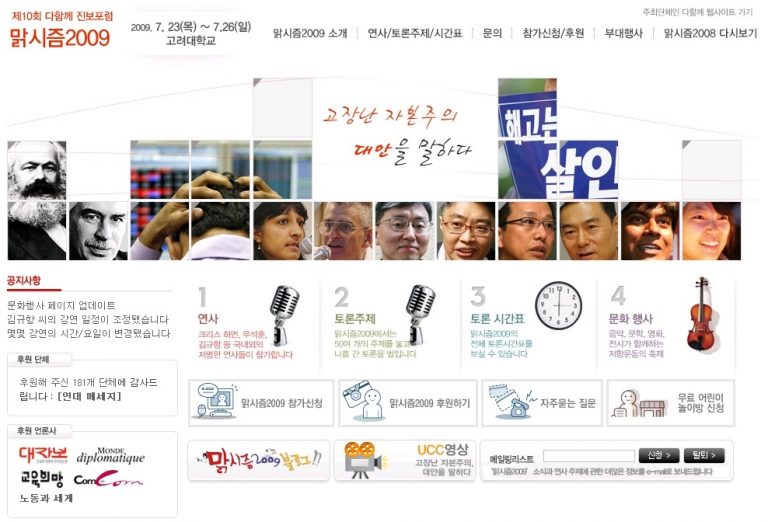 제10회 다함께 진보포럼
맑시즘2009
2009. 7. 23(목) ~ 7.26(일)
고려대학교
주최단체인 다함께 웹사이트 가기
맑시즘2009 소개
연사/토론주제/시간표
문의
참가신청/후원
부대행사
맑시즘2008 다시보기
고장난 자본주의
대안을 말하다
해고는
살인
공지사항
문화행사 페이지 업데이트
김규항 씨의 강연 일정이 조정됐습니다
몇몇 강연의 시간/요일이 변경됐습니다
1
연사
크리스 하먼, 우석훈,
김규항 등 국내외의
저명한 연사들이 참가합니다
2
토론주제
맑시즘2009에서는
50여 개의 주제를 놓고
나흘 간 토론을 벌입니다
3
토론 시간표
맑시즘2009의
전체 토론시간표를
보실 수 있습니다
4
문화 행사
음악, 문학, 영화,
전시가 함께하는
저항운동의 축제
후원 단체
후원해 주신 181개 단체에 감사드
립니다 : [연대 메세지]
맑시즘2009 참가신청
맑시즘2009 후원하기
자주묻는 질문
무료 어린이
놀이방 신청
후원 언론사
대자보
MONDE
diplomatique
교육희망
Com
Com
노동과 세계
맑시즘2009 블로그!!
UCC영상
고장난 자본주의,
대안을 말하다
메일링리스트
신청 >
탈퇴 >
'맑시즘2009' 소식과 연사 주제에 관한 더많은 정보를 e-mail로 보내드립니다